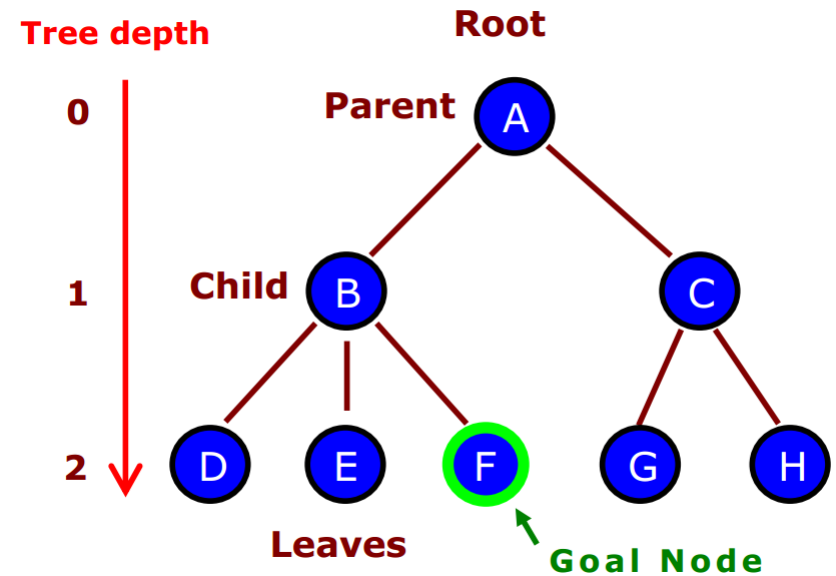 Root
Tree depth
0
Parent
A
1
Child
B
C
2
D
E
F
G
H
Leaves
Goal Node